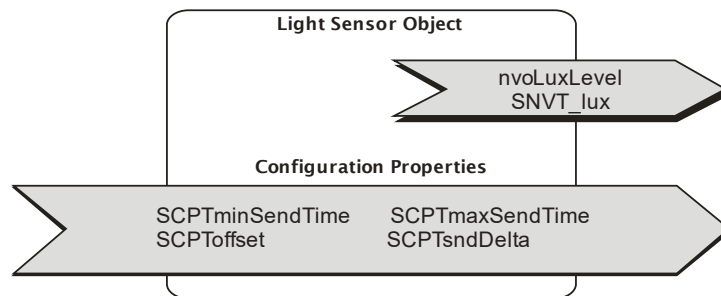 Light Sensor Object
nvoLuxLevel
SNVT_lux
Configuration Properties
SCPTminSendTime SCPTmaxSendTime
SCPToffset SCPTsndDelta